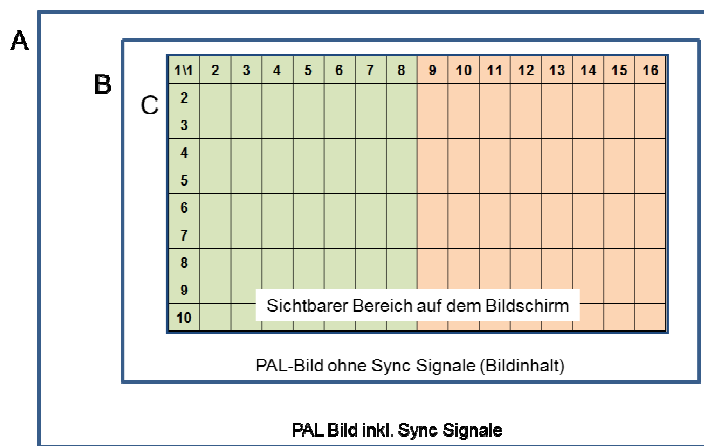 A
B
1\1 2 3 4 5 6 7 8 9 10 11 12 13 14 15 16
C
2
3
4
5
6
7
8
9
Sichtbarer Bereich auf dem Bildschirm
10
PAL-Bild ohne Sync Signale (Bildinhalt)
PAL Bild inkl. Sync Signale